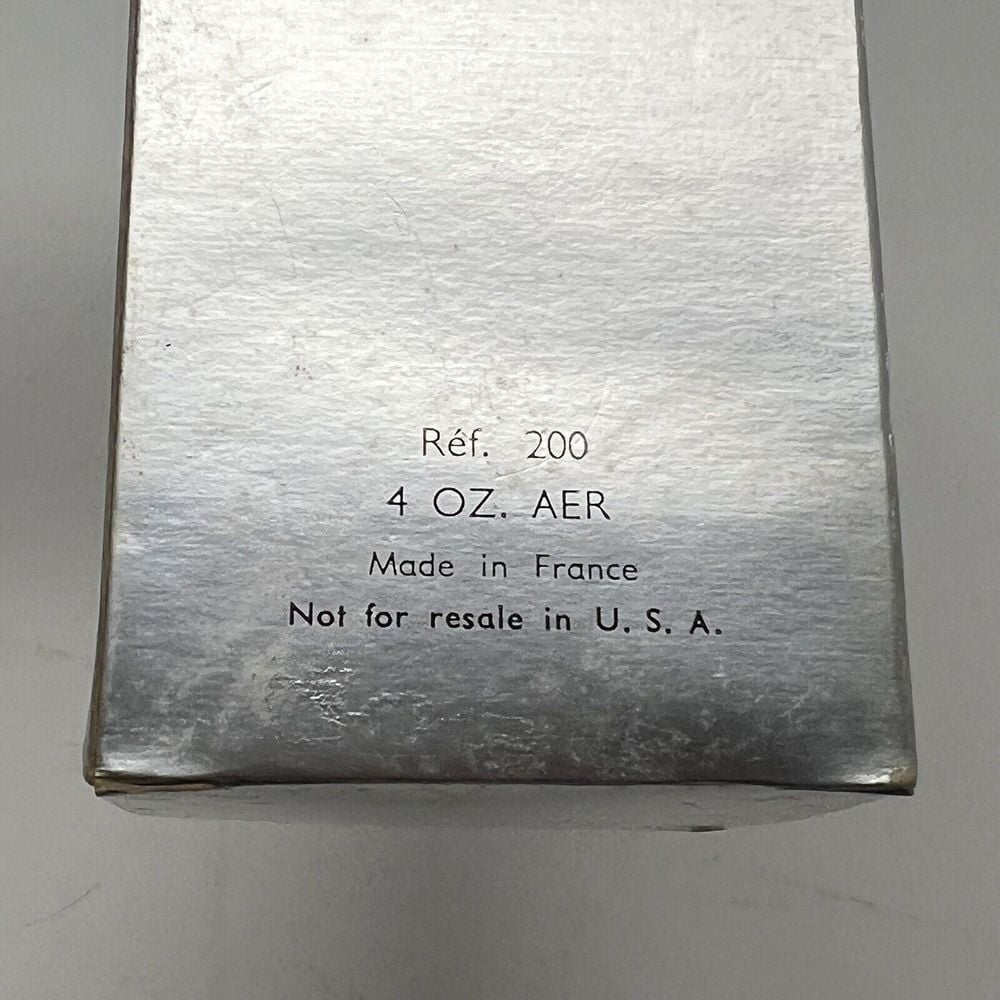 Réf. 200
4 OZ. AER
Made in France
Not for resale in U. S. A.